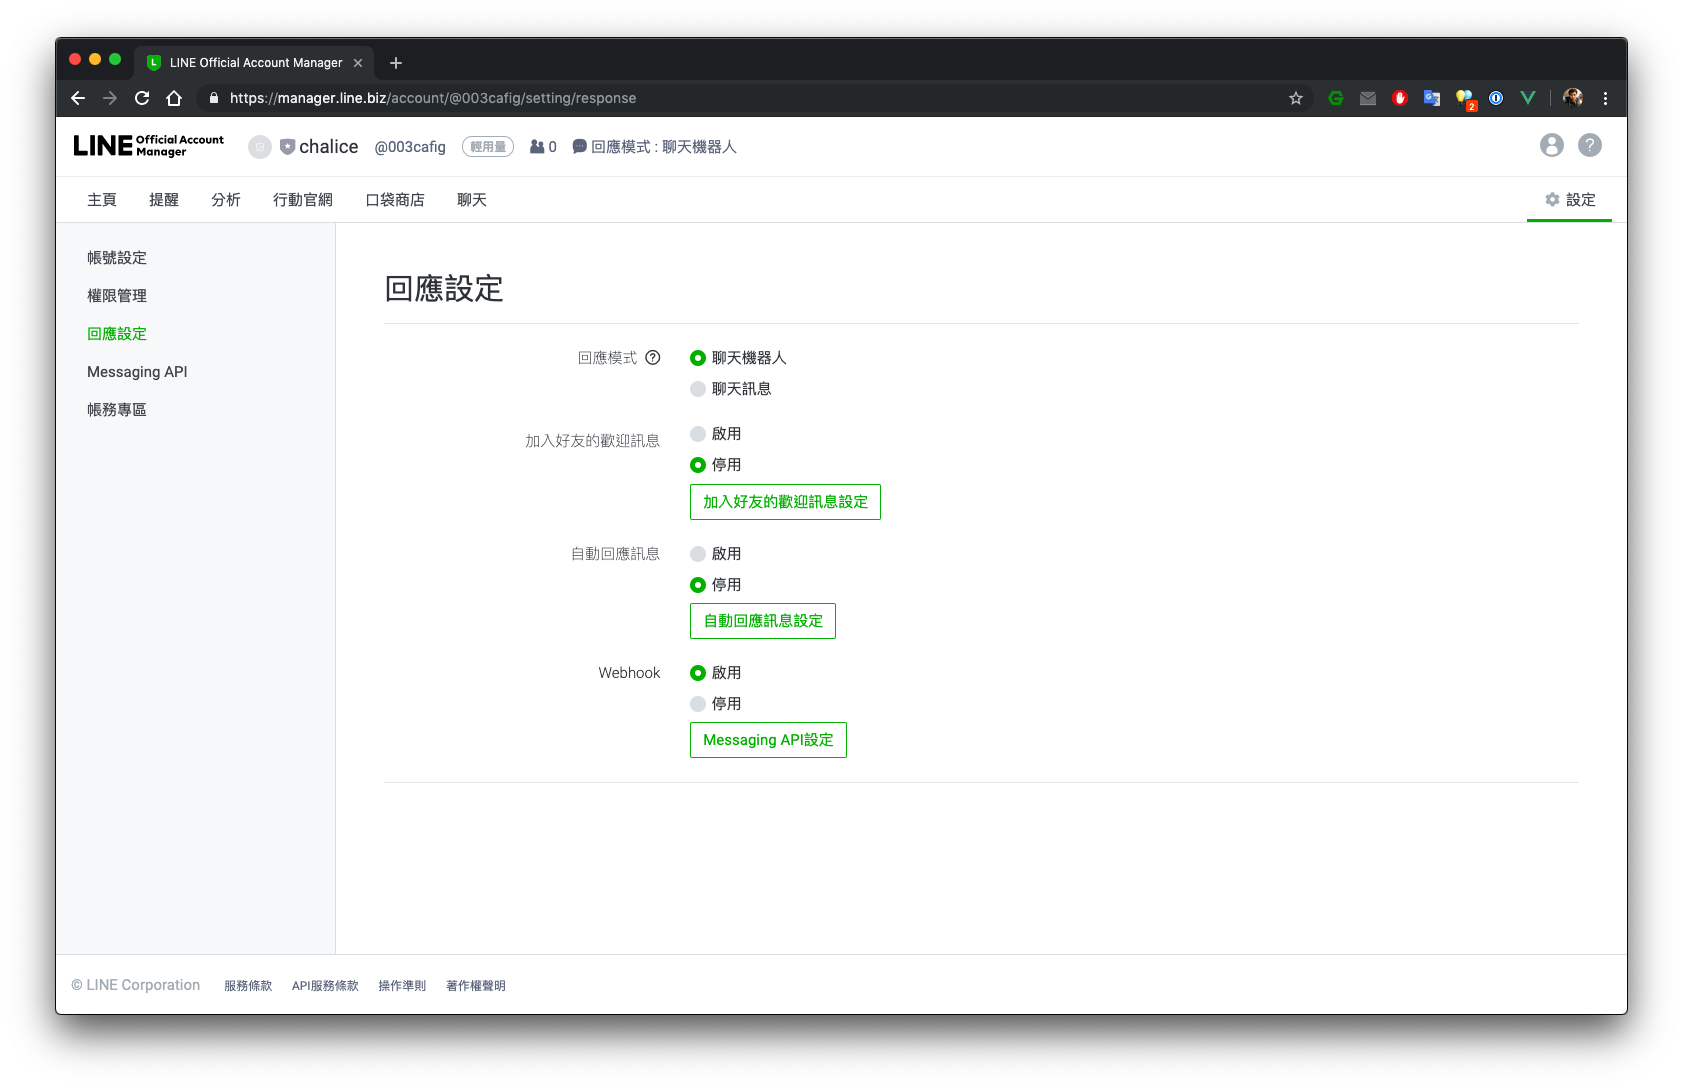 LINE Official Account Manager
https://manager.line.biz/account/@003cafig/setting/response
2
LINE Official Account Manager
chalice @003cafig 輕用量 0 回應模式 : 聊天機器人
主頁 提醒 分析 行動官網 口袋商店 聊天 設定
帳號設定
權限管理
回應設定
Messaging API
帳務專區
回應設定
回應模式 ? 聊天機器人
聊天訊息
加入好友的歡迎訊息 啟用
停用
加入好友的歡迎訊息設定
自動回應訊息 啟用
停用
自動回應訊息設定
Webhook 啟用
停用
Messaging API設定
© LINE Corporation 服務條款 API服務條款 操作準則 著作權聲明